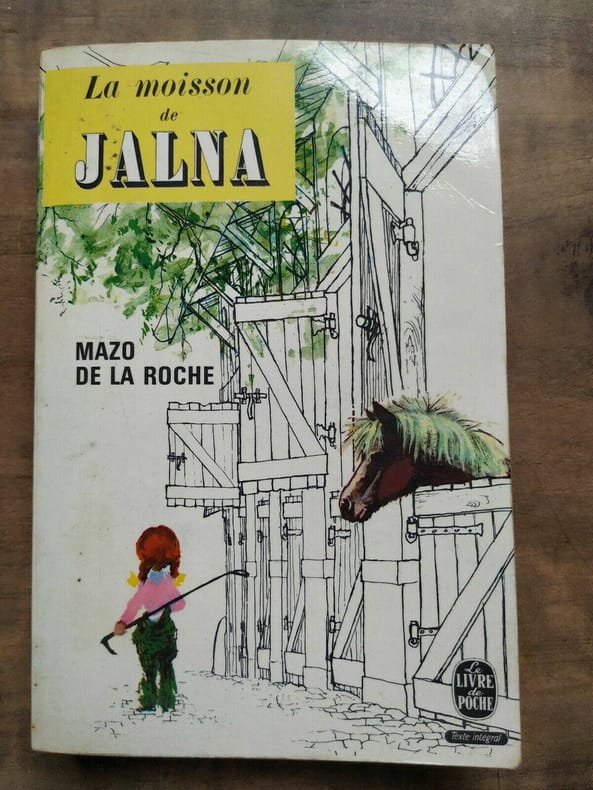 La moisson
de
JALNA
MAZO
DE LA ROCHE
Le
LIVRE
de
POCHE
Texte intégral